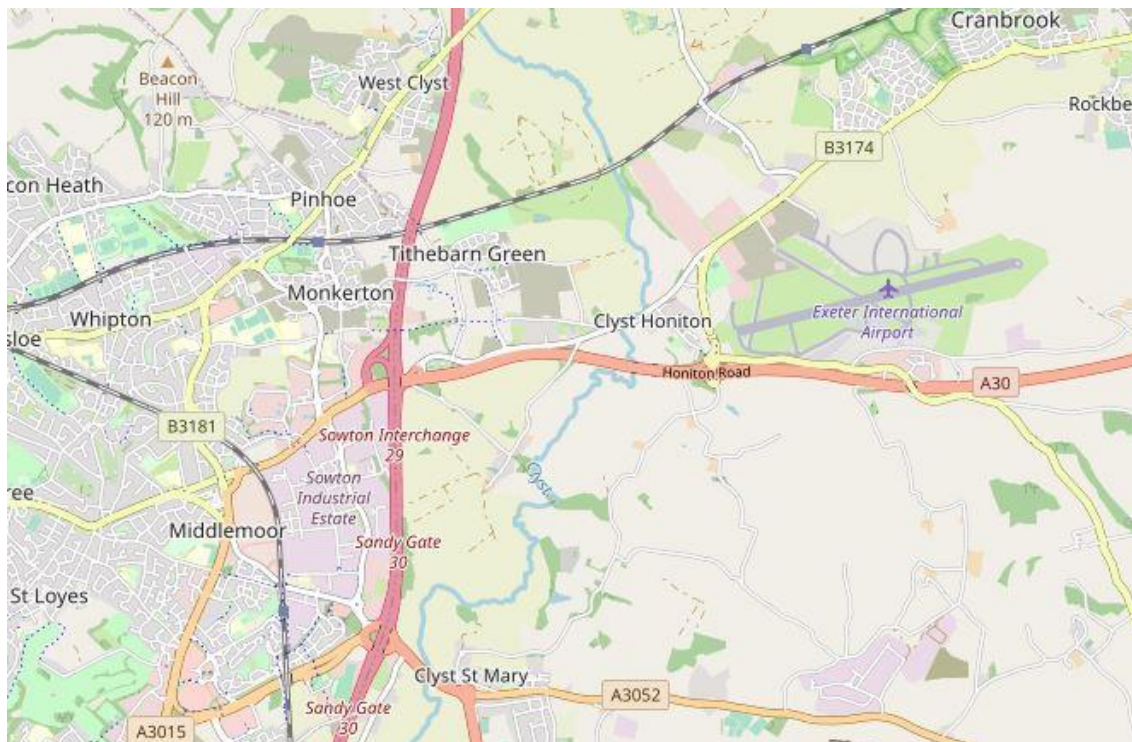 Cranbrook
Beacon
Hill
120 m
West Clyst
Rockbe
B3174
con Heath
Pinhoe
Tithebarn Green
Monkerton
Whipton
Clyst Honiton
Exeter International
Airport
sloe
Honiton Road
A30
B3181
Sowton Interchange
29
Sowton
Industrial
Estate
Clyst
ree
Middlemoor
Sandy Gate
30
St Loyes
Clyst St Mary
A3052
Sandy Gate
30
A3015